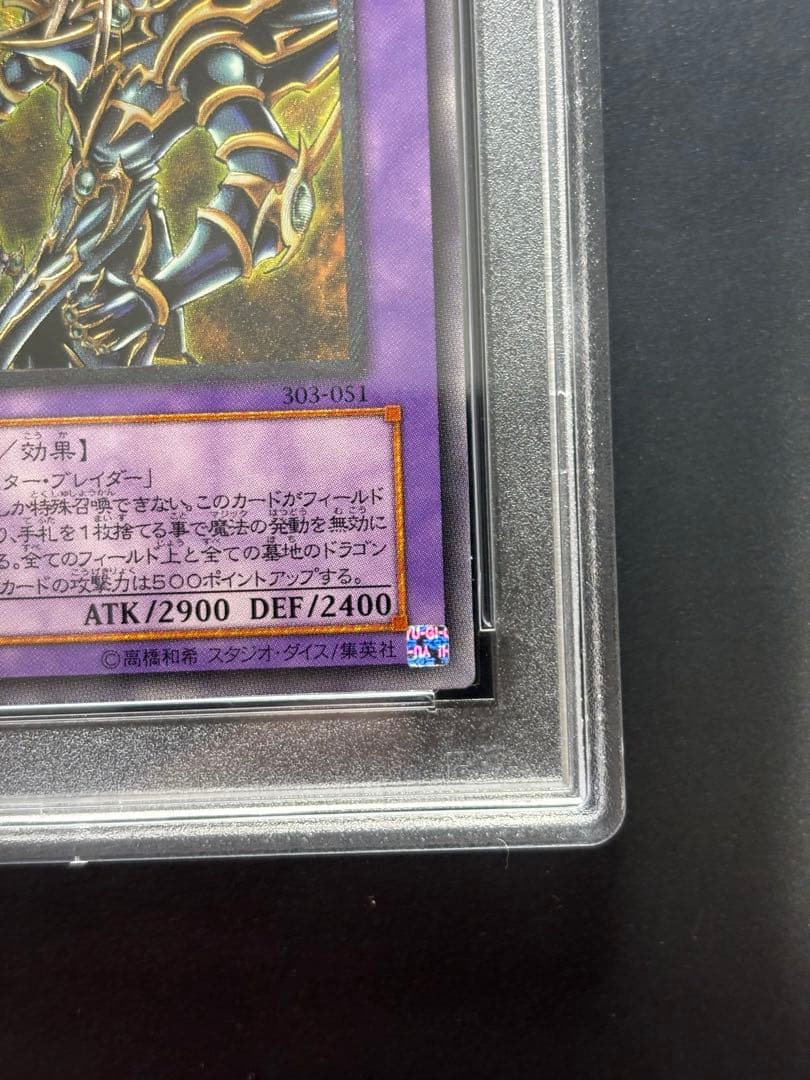 303-051
／効果】
ター・ブレイダー」
しか特殊召喚できない。このカードがフィールド
、手札を1枚捨てる事で魔法の発動を無効に
る。全てのフィールド上と全ての墓地のドラゴン
カードの攻撃力は500ポイントアップする。
ATK/2900 DEF/2400
©高橋和希 スタジオ・ダイス/集英社
YU-GI-